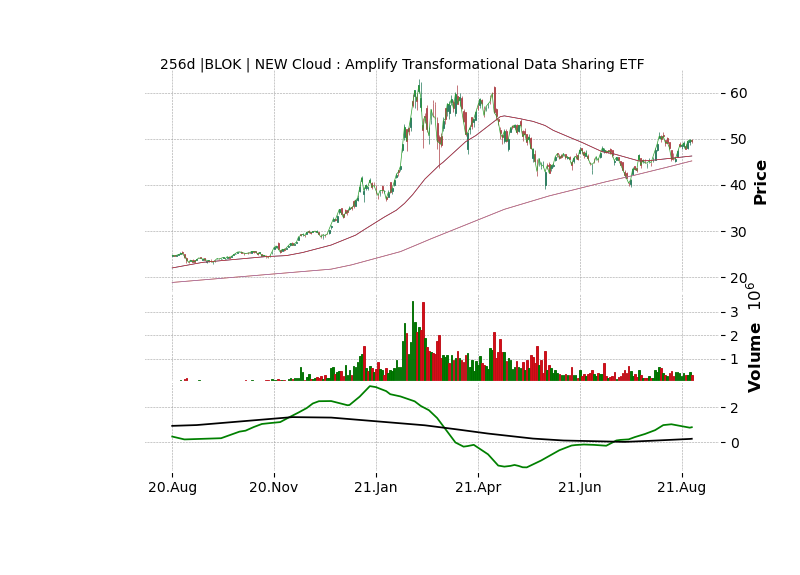 256d |BLOK | NEW Cloud : Amplify Transformational Data Sharing ETF
60
50
40
30
20
Price
3
2
1
Volume 10^6
2
0
20.Aug 20.Nov 21.Jan 21.Apr 21.Jun 21.Aug